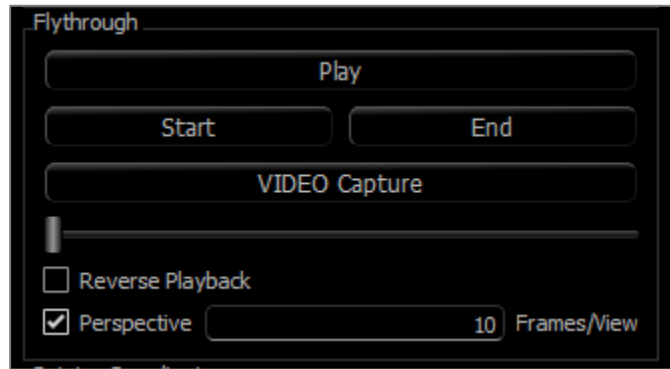 Flythrough
Play
Start End
VIDEO Capture
Reverse Playback
Perspective 10 Frames/View